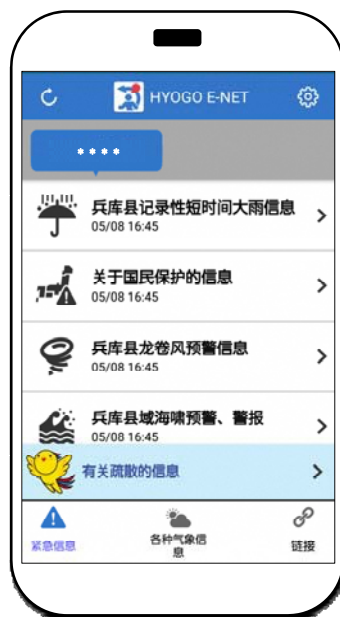 HYOGO E-NET
****
兵库县记录性短时间大雨信息
05/08 16:45
关于国民保护的信息
05/08 16:45
兵库县龙卷风预警信息
05/08 16:45
兵库县域海啸预警、警报
05/08 16:45
有关疏散的信息
紧急信息
各种气象信
息
链接